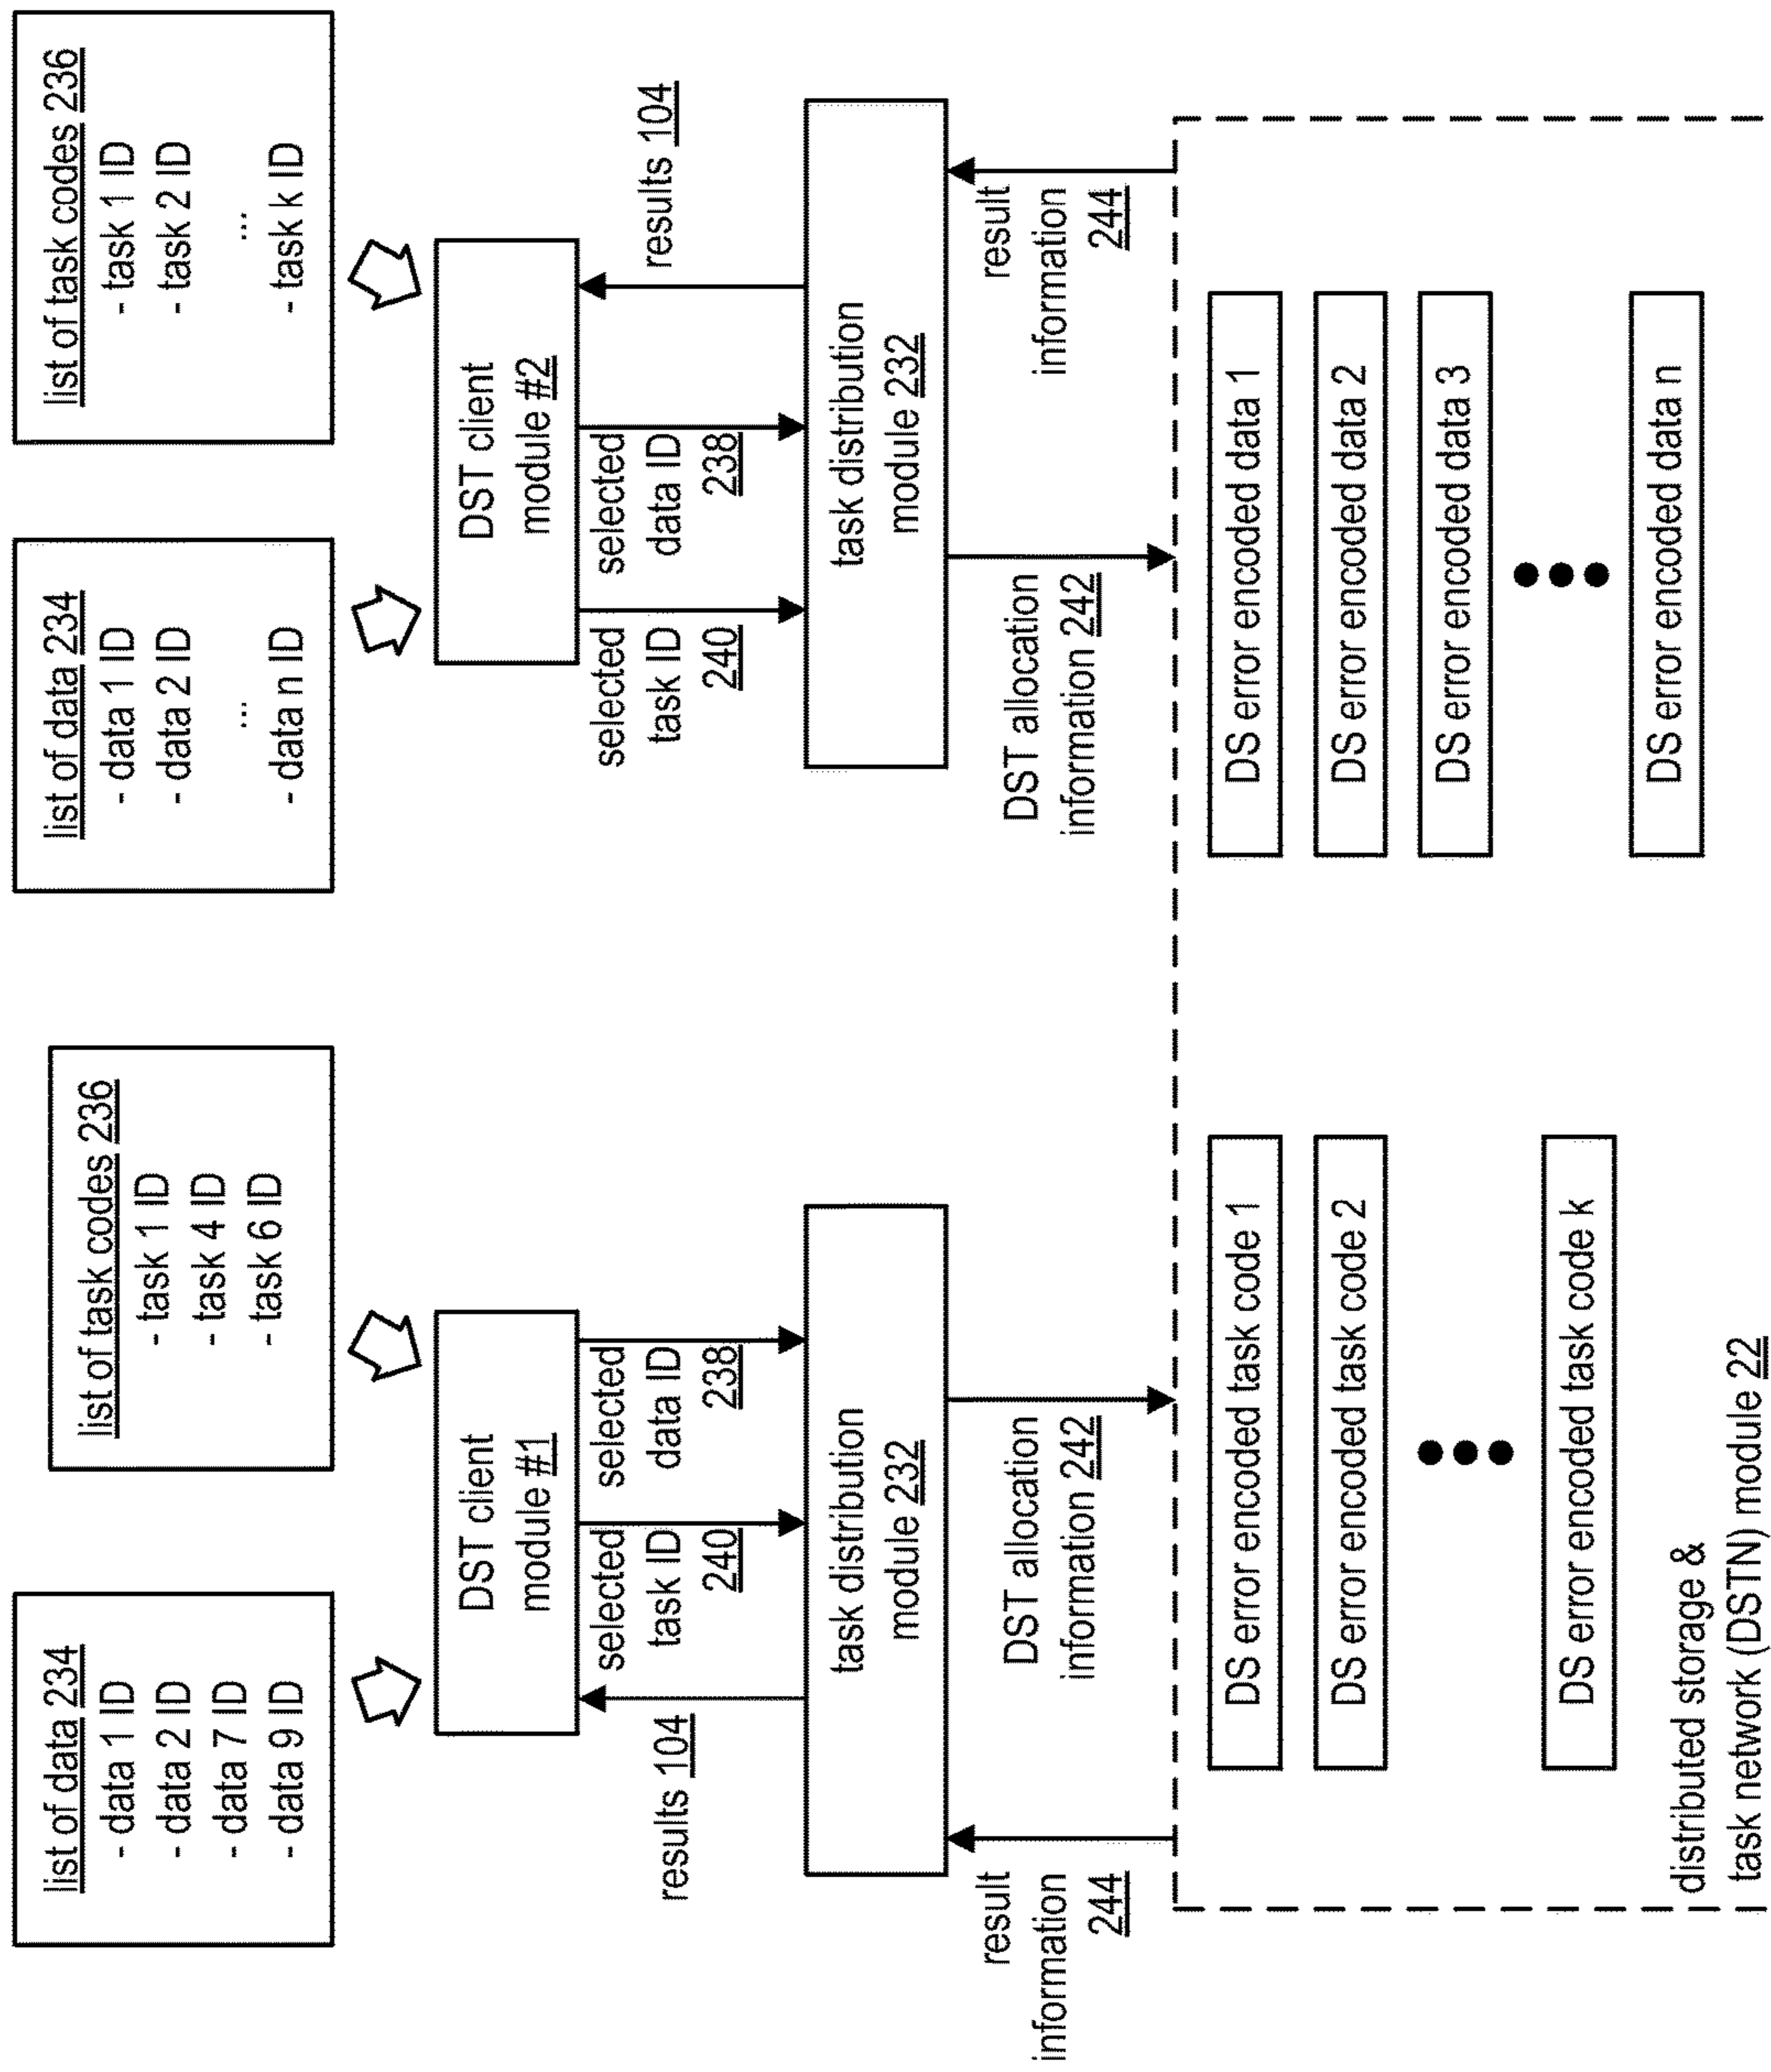 list of data 234
- data 1 ID
- data 2 ID
- data 7 ID
- data 9 ID
list of task codes 236
- task 1 ID
- task 4 ID
- task 6 ID
list of data 234
- data 1 ID
- data 2 ID
...
- data n ID
list of task codes 236
- task 1 ID
- task 2 ID
...
- task k ID
DST client
module #1
DST client
module #2
results 104
selected
task ID
240
selected
data ID
238
selected
task ID
240
selected
data ID
238
results 104
task distribution
module 232
task distribution
module 232
result
information
244
DST allocation
information 242
DST allocation
information 242
result
information
244
DS error encoded task code 1
DS error encoded task code 2
DS error encoded task code k
DS error encoded data 1
DS error encoded data 2
DS error encoded data 3
DS error encoded data n
distributed storage &
task network (DSTN) module 22